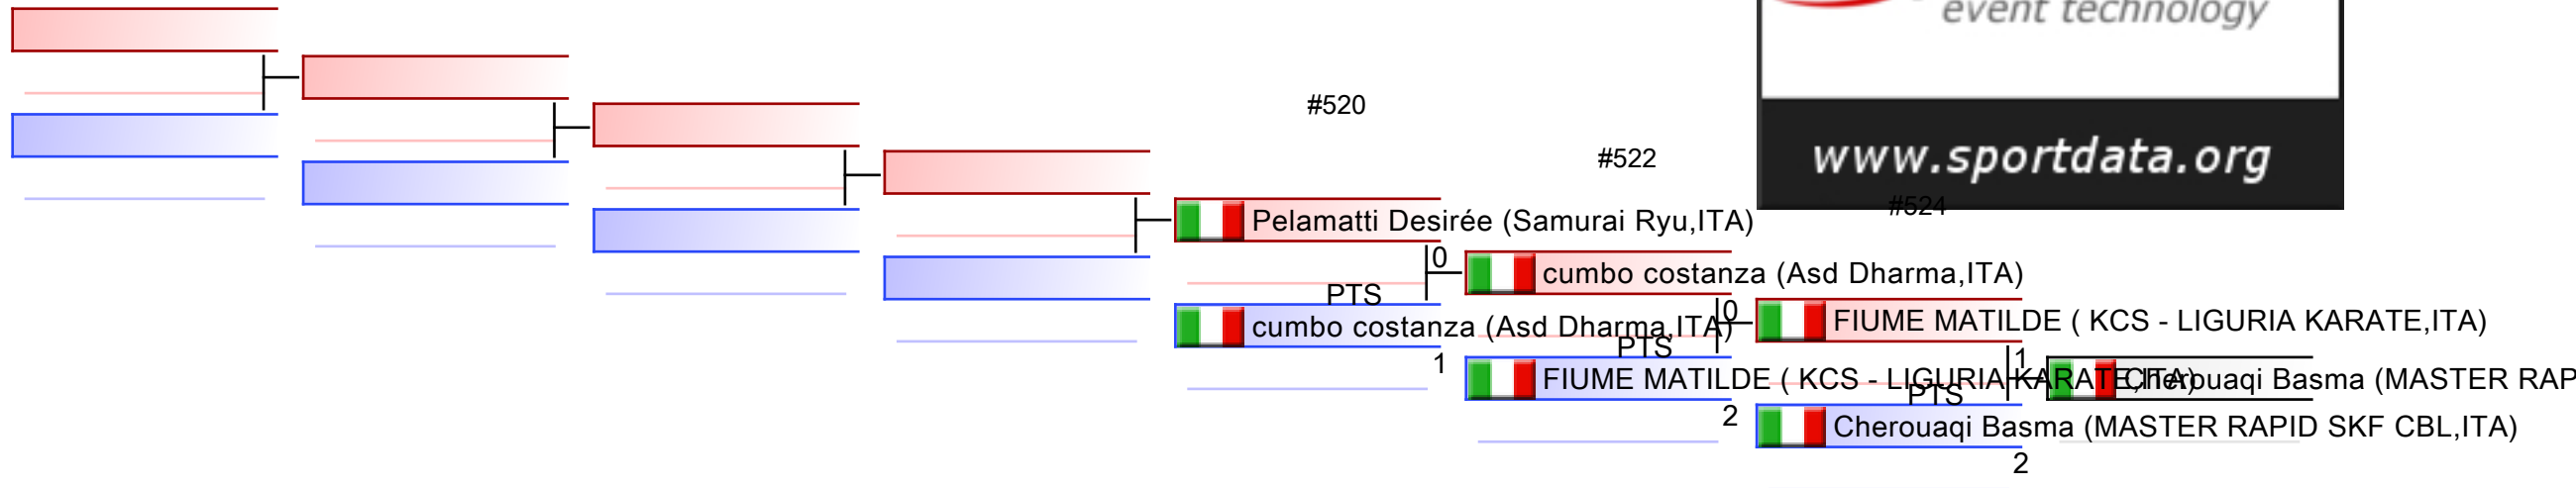 event technology
#520
#522
www.sportdata.org
#524
Pelamatti Desirée (Samurai Ryu,ITA)
0
cumbo costanza (Asd Dharma,ITA)
PTS
cumbo costanza (Asd Dharma,ITA)
0
FIUME MATILDE ( KCS - LIGURIA KARATE,ITA)
PTS
1
FIUME MATILDE ( KCS - LIGURIA KARATE,ITA)
1
Cherouaqi Basma (MASTER RAP
PTS
2
Cherouaqi Basma (MASTER RAPID SKF CBL,ITA)
2